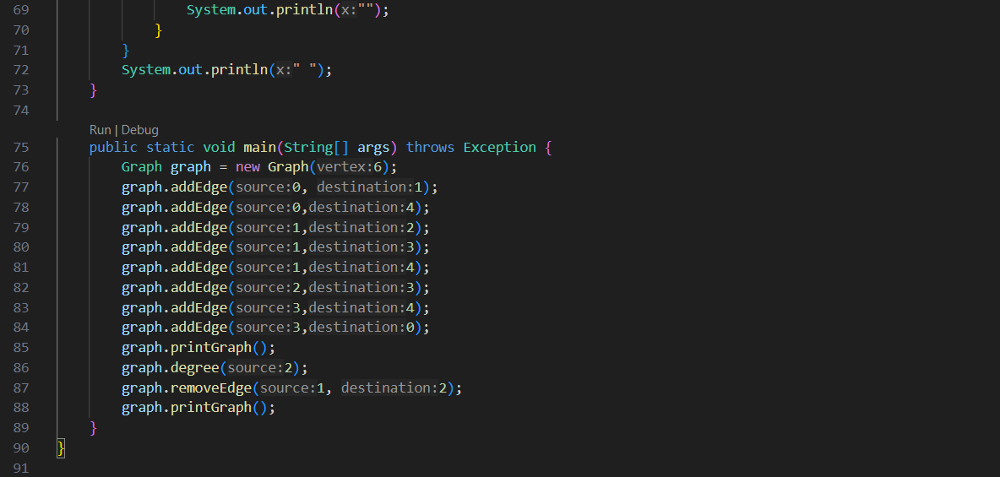 69 System.out.println(x:"");
70 }
71 }
72 System.out.println(x:" ");
73 }
74
Run | Debug
75 public static void main(String[] args) throws Exception {
76 Graph graph = new Graph(vertex:6);
77 graph.addEdge(source:0, destination:1);
78 graph.addEdge(source:0,destination:4);
79 graph.addEdge(source:1,destination:2);
80 graph.addEdge(source:1,destination:3);
81 graph.addEdge(source:1,destination:4);
82 graph.addEdge(source:2,destination:3);
83 graph.addEdge(source:3,destination:4);
84 graph.addEdge(source:3,destination:0);
85 graph.printGraph();
86 graph.degree(source:2);
87 graph.removeEdge(source:1, destination:2);
88 graph.printGraph();
89 }
90 }
91